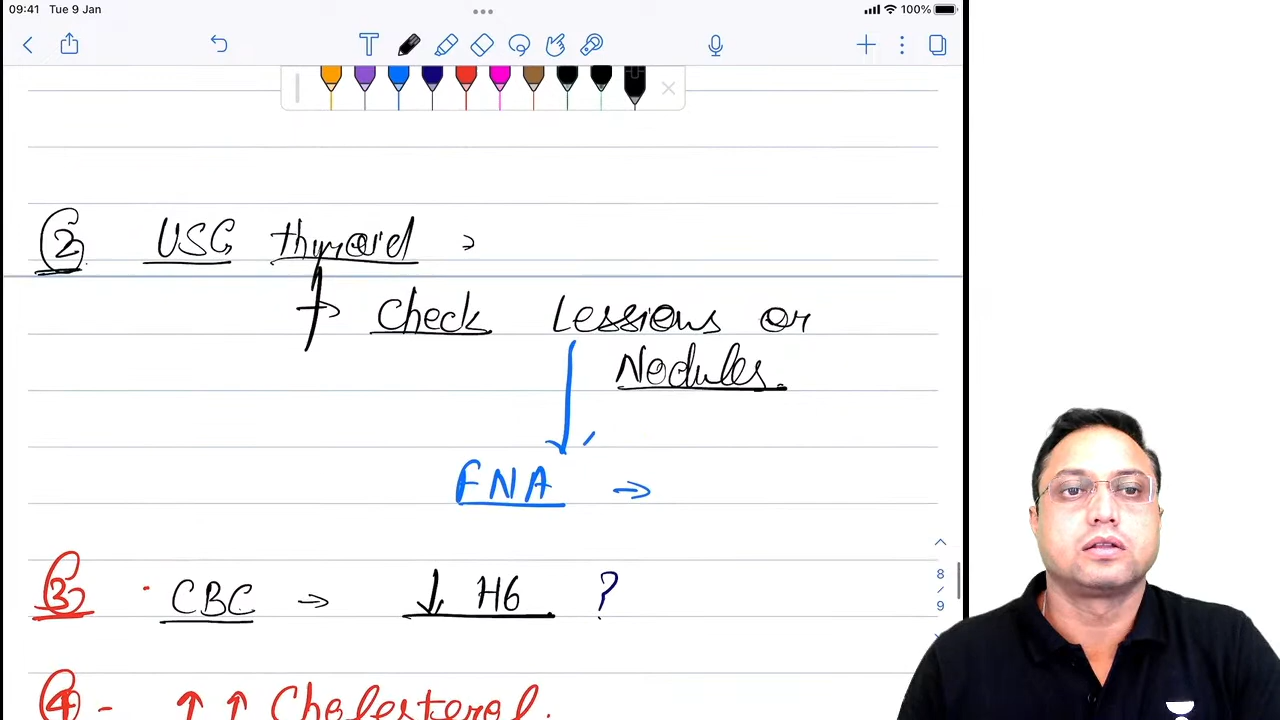 09:41 Tue 9 Jan
100%
T
2 USG thyroid →
→ Check Lessions or
Nodules.
FNA →
3 CBC → ↓ Hb ?
8
9
4 - ↑ ↑ Cholesterol.